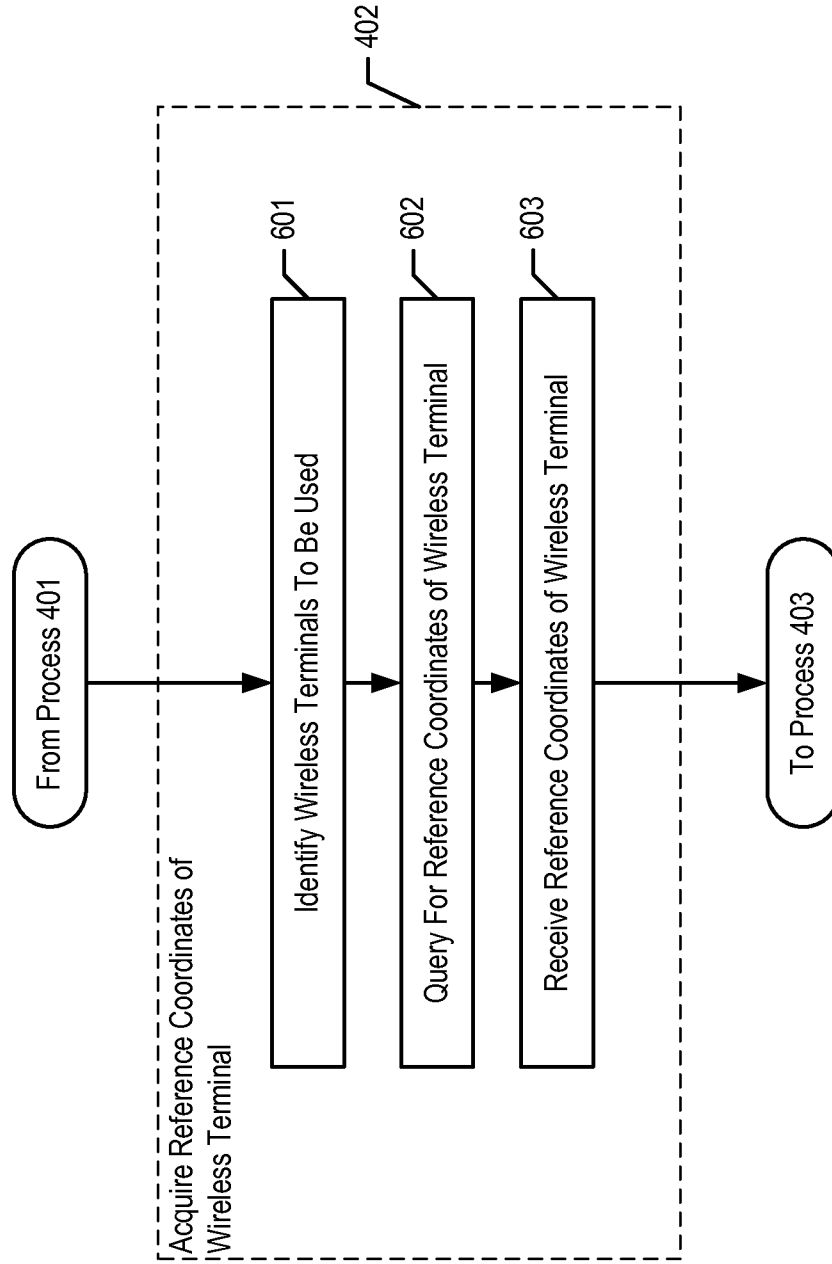 From Process 401
Acquire Reference Coordinates of
Wireless Terminal
402
601
Identify Wireless Terminals To Be Used
602
Query For Reference Coordinates of Wireless Terminal
603
Receive Reference Coordinates of Wireless Terminal
To Process 403